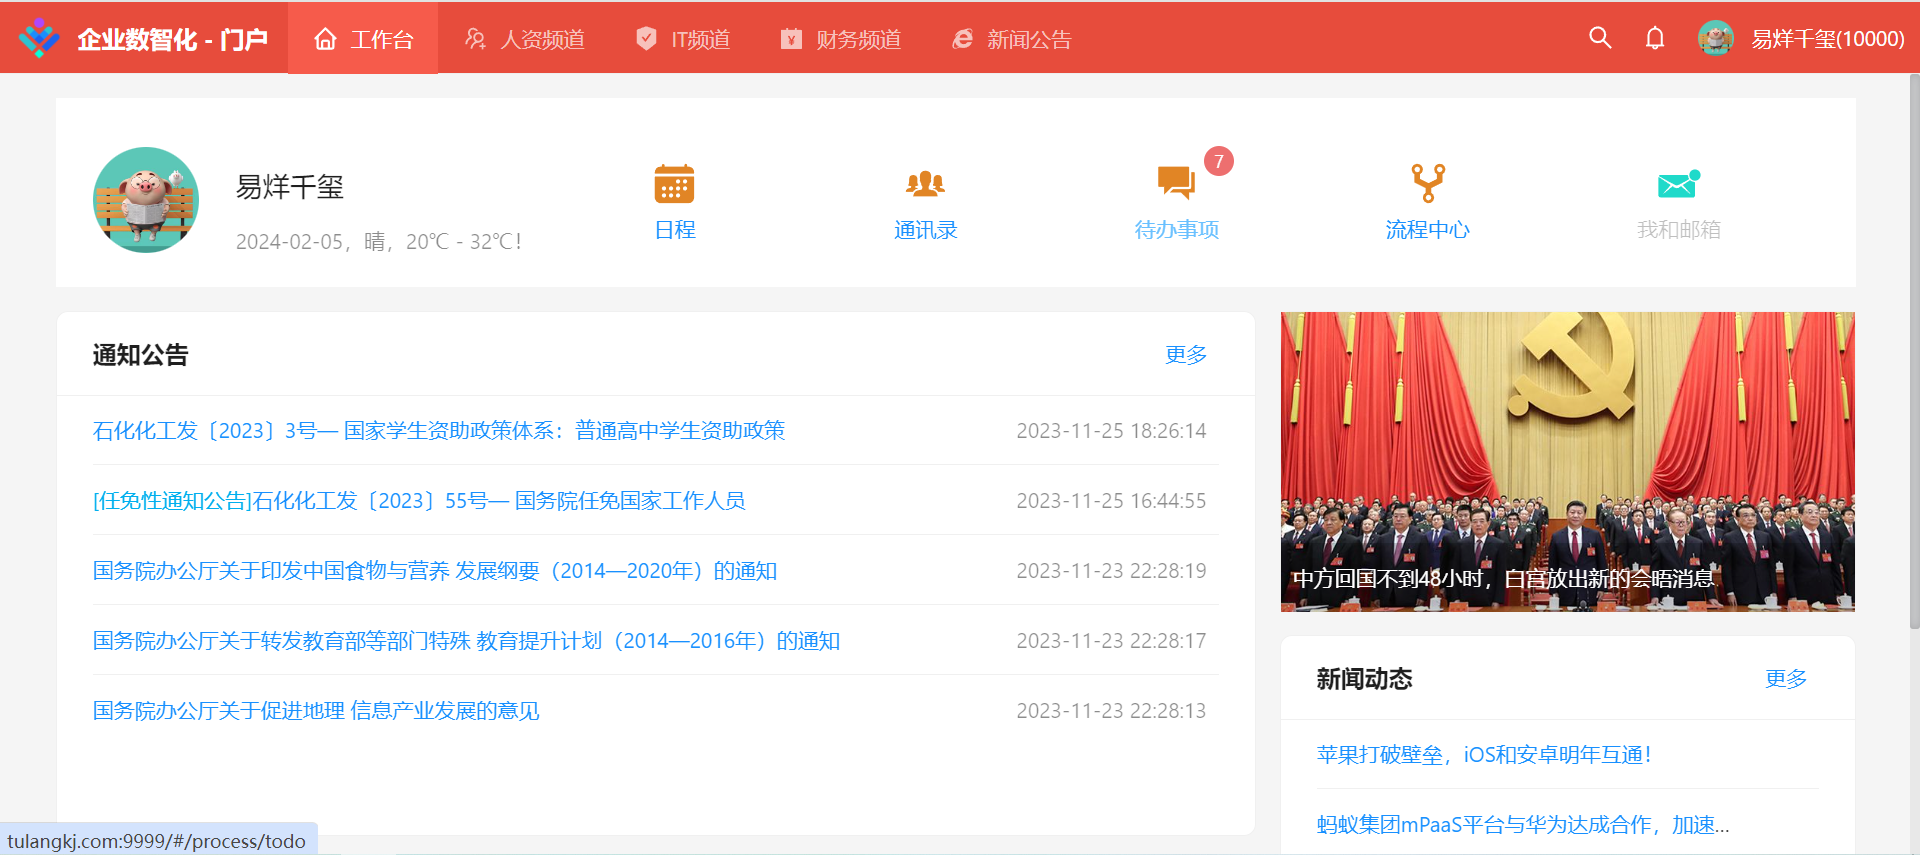 企业数智化 - 门户
工作台
人资频道
IT频道
财务频道
新闻公告
易烊千玺(10000)
易烊千玺
2024-02-05，晴，20℃ - 32℃！
日程
通讯录
7
待办事项
流程中心
我和邮箱
通知公告
更多
石化化工发〔2023〕3号— 国家学生资助政策体系：普通高中学生资助政策
2023-11-25 18:26:14
[任免性通知公告]石化化工发〔2023〕55号— 国务院任免国家工作人员
2023-11-25 16:44:55
国务院办公厅关于印发中国食物与营养 发展纲要（2014—2020年）的通知
2023-11-23 22:28:19
国务院办公厅关于转发教育部等部门特殊 教育提升计划（2014—2016年）的通知
2023-11-23 22:28:17
国务院办公厅关于促进地理 信息产业发展的意见
2023-11-23 22:28:13
中方回国不到48小时，白宫放出新的会晤消息
新闻动态
更多
苹果打破壁垒，iOS和安卓明年互通！
蚂蚁集团mPaaS平台与华为达成合作，加速...
tulangkj.com:9999/#/process/todo